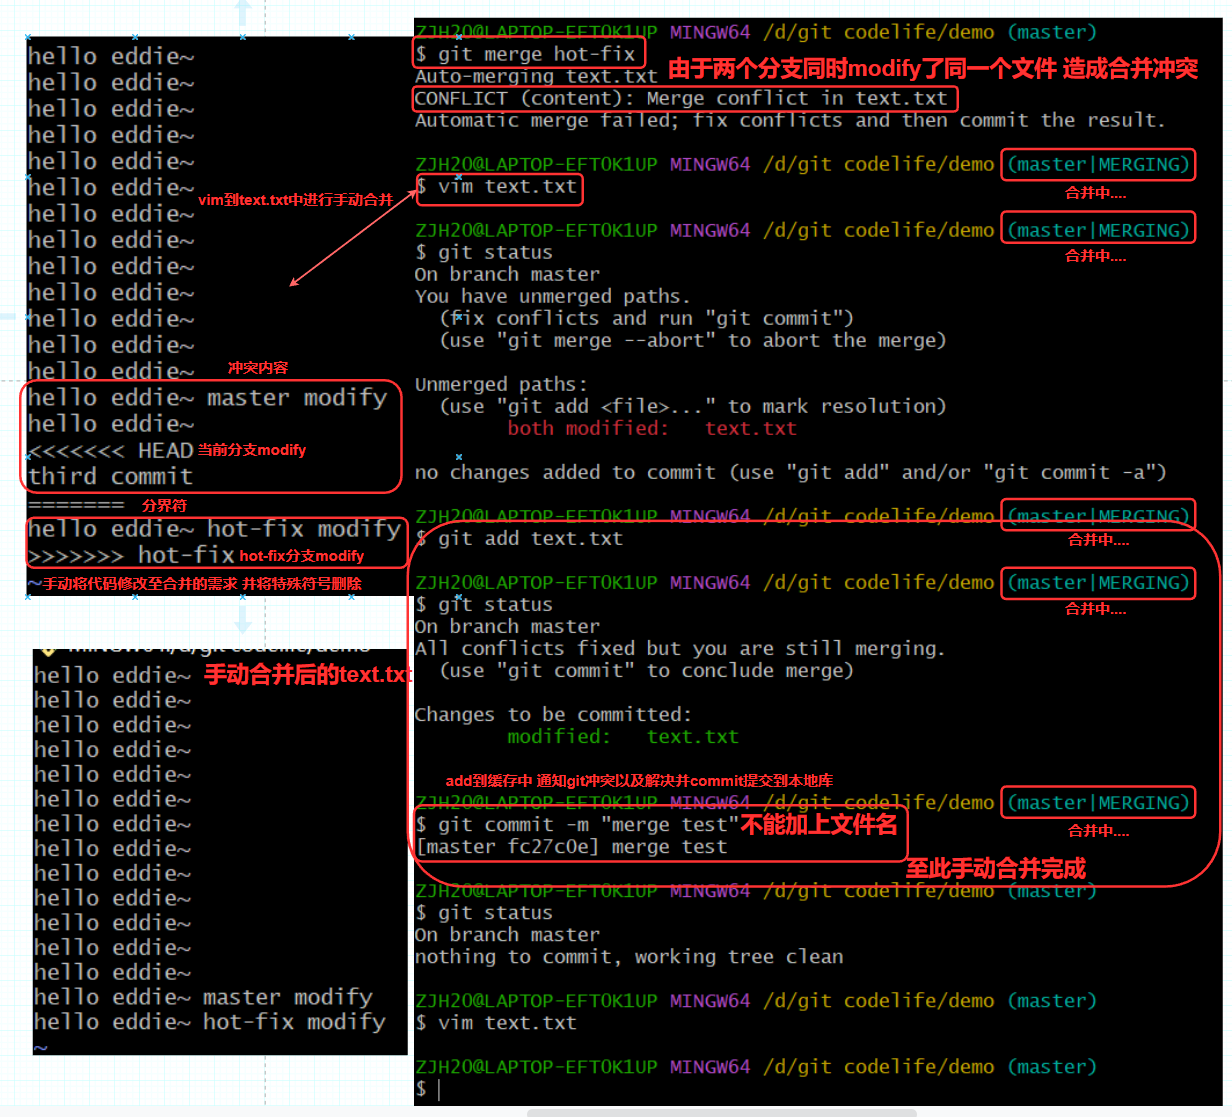 hello eddie~
hello eddie~
hello eddie~
hello eddie~
hello eddie~
hello eddie~
vim到text.txt中进行手动合并
hello eddie~
hello eddie~
hello eddie~
hello eddie~
hello eddie~
hello eddie~
hello eddie~
冲突内容
hello eddie~ master modify
hello eddie~
<<<<<<< HEAD 当前分支modify
third commit
======= 分界符
hello eddie~ hot-fix modify
>>>>>>> hot-fix hot-fix分支modify
~手动将代码修改至合并的需求 并将特殊符号删除
hello eddie~ 手动合并后的text.txt
hello eddie~
hello eddie~
hello eddie~
hello eddie~
hello eddie~
hello eddie~
hello eddie~
hello eddie~
hello eddie~
hello eddie~
hello eddie~
hello eddie~
hello eddie~ master modify
hello eddie~ hot-fix modify
~
ZJH20@LAPTOP-EFT0K1UP MINGW64 /d/git codelife/demo (master)
$ git merge hot-fix
Auto-merging text.txt
由于两个分支同时modify了同一个文件 造成合并冲突
CONFLICT (content): Merge conflict in text.txt
Automatic merge failed; fix conflicts and then commit the result.
ZJH20@LAPTOP-EFT0K1UP MINGW64 /d/git codelife/demo (master|MERGING)
$ vim text.txt
合并中....
ZJH20@LAPTOP-EFT0K1UP MINGW64 /d/git codelife/demo (master|MERGING)
$ git status
合并中....
On branch master
You have unmerged paths.
(fix conflicts and run "git commit")
(use "git merge --abort" to abort the merge)
Unmerged paths:
(use "git add <file>..." to mark resolution)
both modified: text.txt
no changes added to commit (use "git add" and/or "git commit -a")
ZJH20@LAPTOP-EFT0K1UP MINGW64 /d/git codelife/demo (master|MERGING)
$ git add text.txt
合并中....
ZJH20@LAPTOP-EFT0K1UP MINGW64 /d/git codelife/demo (master|MERGING)
$ git status
合并中....
On branch master
All conflicts fixed but you are still merging.
(use "git commit" to conclude merge)
Changes to be committed:
modified: text.txt
add到缓存中 通知git冲突以及解决并commit提交到本地库
ZJH20@LAPTOP-EFT0K1UP MINGW64 /d/git codelife/demo (master|MERGING)
$ git commit -m "merge test" 不能加上文件名
合并中....
[master fc27c0e] merge test
至此手动合并完成
ZJH20@LAPTOP-EFT0K1UP MINGW64 /d/git codelife/demo (master)
$ git status
On branch master
nothing to commit, working tree clean
ZJH20@LAPTOP-EFT0K1UP MINGW64 /d/git codelife/demo (master)
$ vim text.txt
ZJH20@LAPTOP-EFT0K1UP MINGW64 /d/git codelife/demo (master)
$